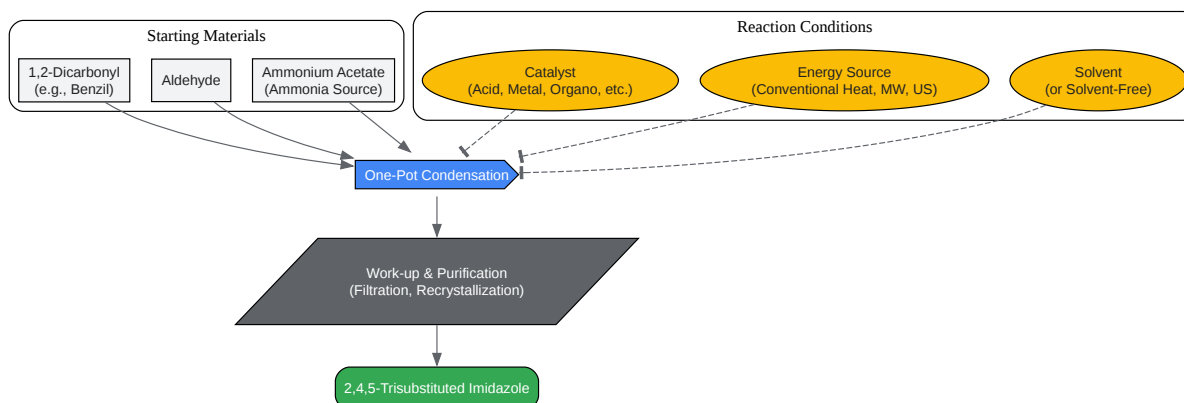 Starting Materials
1,2-Dicarbonyl
(e.g., Benzil)
Aldehyde
Ammonium Acetate
(Ammonia Source)
Reaction Conditions
Catalyst
(Acid, Metal, Organo, etc.)
Energy Source
(Conventional Heat, MW, US)
Solvent
(or Solvent-Free)
One-Pot Condensation
Work-up & Purification
(Filtration, Recrystallization)
2,4,5-Trisubstituted Imidazole